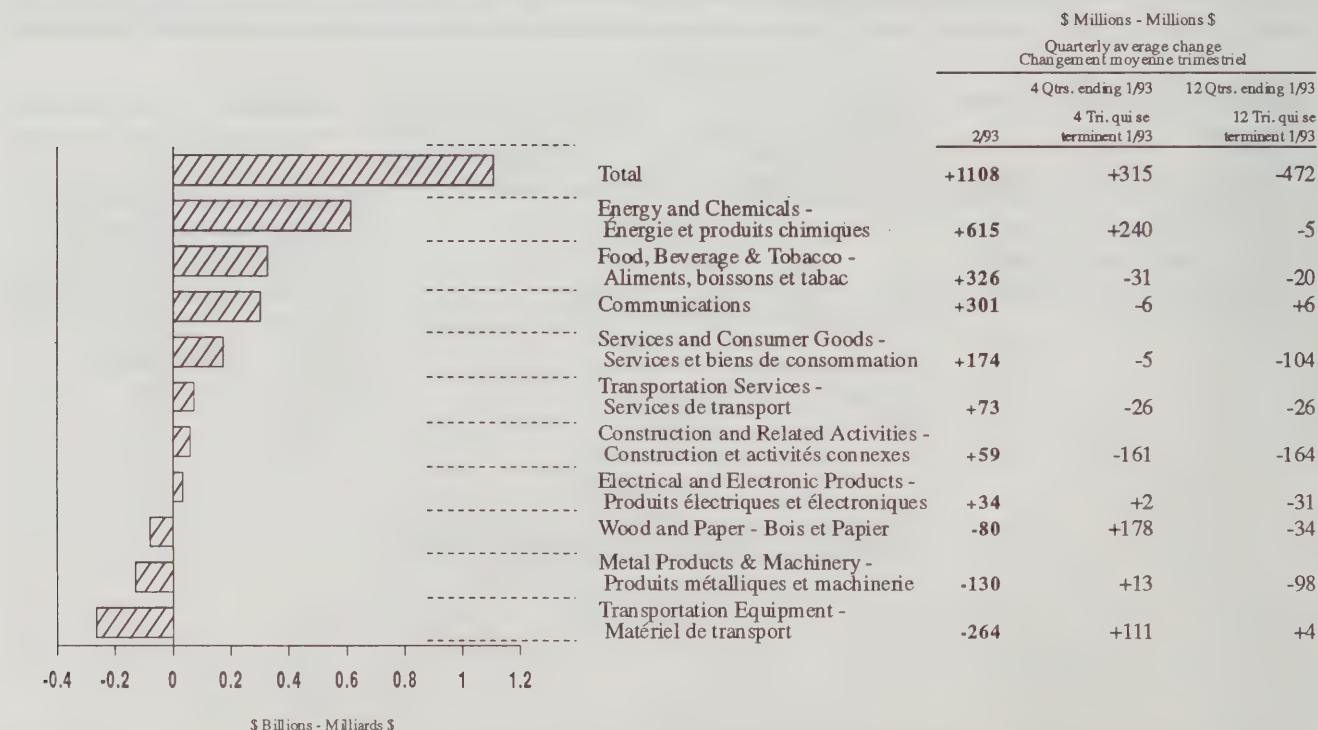 $ Millions - Millions $
Quarterly average change
Changement moyenne trimestriel
4 Qtrs. ending 1/93 12 Qtrs. ending 1/93
4 Tri. qui se 12 Tri. qui se
2/93 terminent 1/93 terminent 1/93
Total +1108 +315 -472
Energy and Chemicals -
Énergie et produits chimiques +615 +240 -5
Food, Beverage & Tobacco -
Aliments, boissons et tabac +326 -31 -20
Communications +301 -6 +6
Services and Consumer Goods -
Services et biens de consommation +174 -5 -104
Transportation Services -
Services de transport +73 -26 -26
Construction and Related Activities -
Construction et activités connexes +59 -161 -164
Electrical and Electronic Products -
Produits électriques et électroniques +34 +2 -31
Wood and Paper - Bois et Papier -80 +178 -34
Metal Products & Machinery -
Produits métalliques et machinerie -130 +13 -98
Transportation Equipment -
Matériel de transport -264 +111 +4
-0.4 -0.2 0 0.2 0.4 0.6 0.8 1 1.2
$ Billions - Milliards $